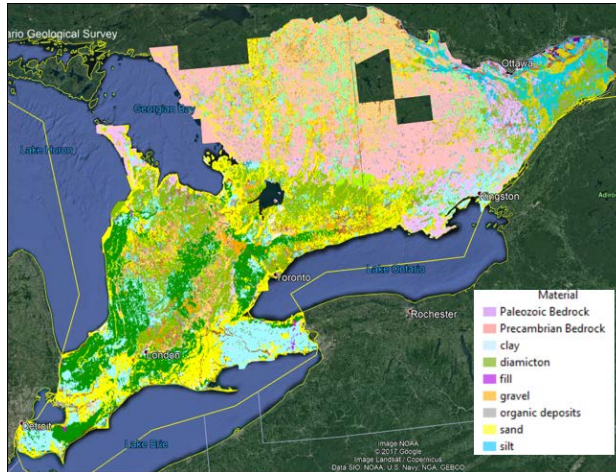 ario Geological Survey
Ottawa
Georgian Bay
Lake Huron
Kingston
Toronto
Lake Ontario
Rochester
London
Detroit
Lake Erie
Material
Paleozoic Bedrock
Precambrian Bedrock
clay
diamicton
fill
gravel
organic deposits
sand
silt
Image NOAA
© 2017 Google
Image Landsat / Copernicus
Data SIO, NOAA, U.S. Navy, NGA, GEBCO